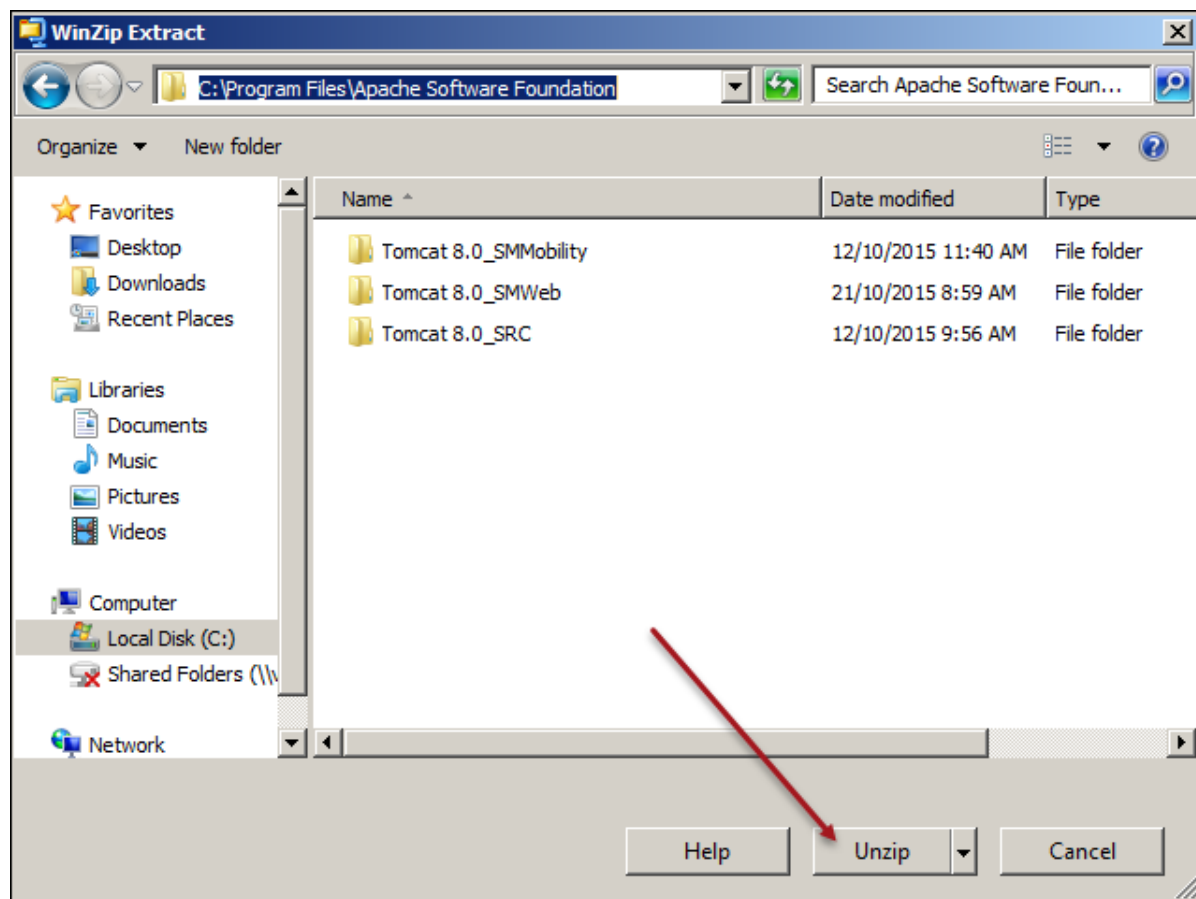 WinZip Extract
C:\Program Files\Apache Software Foundation
Search Apache Software Foun...
Organize
New folder
Name
Date modified
Type
Favorites
Desktop
Downloads
Recent Places
Libraries
Documents
Music
Pictures
Videos
Computer
Local Disk (C:)
Shared Folders (\\
Network
Tomcat 8.0_SMMobility 12/10/2015 11:40 AM File folder
Tomcat 8.0_SMWeb 21/10/2015 8:59 AM File folder
Tomcat 8.0_SRC 12/10/2015 9:56 AM File folder
Help
Unzip
Cancel